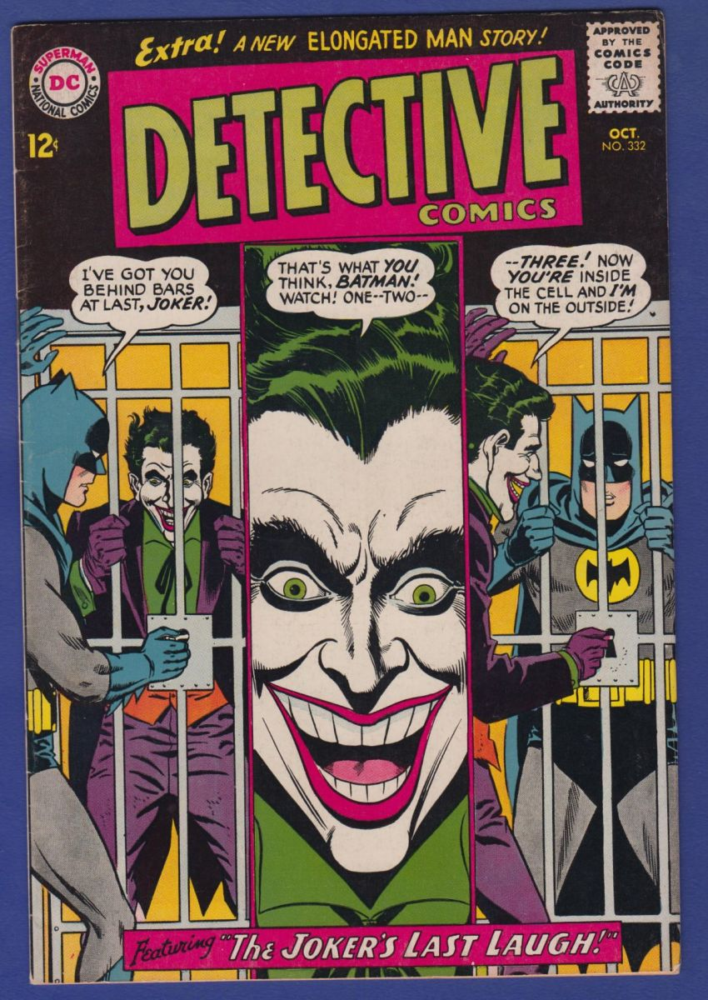 Extra! A NEW ELONGATED MAN STORY!
SUPERMAN
DC
NATIONAL COMICS
APPROVED
BY THE
COMICS
CODE
CA
AUTHORITY
12¢
DETECTIVE
COMICS
OCT.
NO. 332
I'VE GOT YOU
BEHIND BARS
AT LAST, JOKER!
THAT'S WHAT YOU
THINK, BATMAN!
WATCH! ONE--TWO--
--THREE! NOW
YOU'RE INSIDE
THE CELL AND I'M
ON THE OUTSIDE!
Featuring "THE JOKER'S LAST LAUGH!"